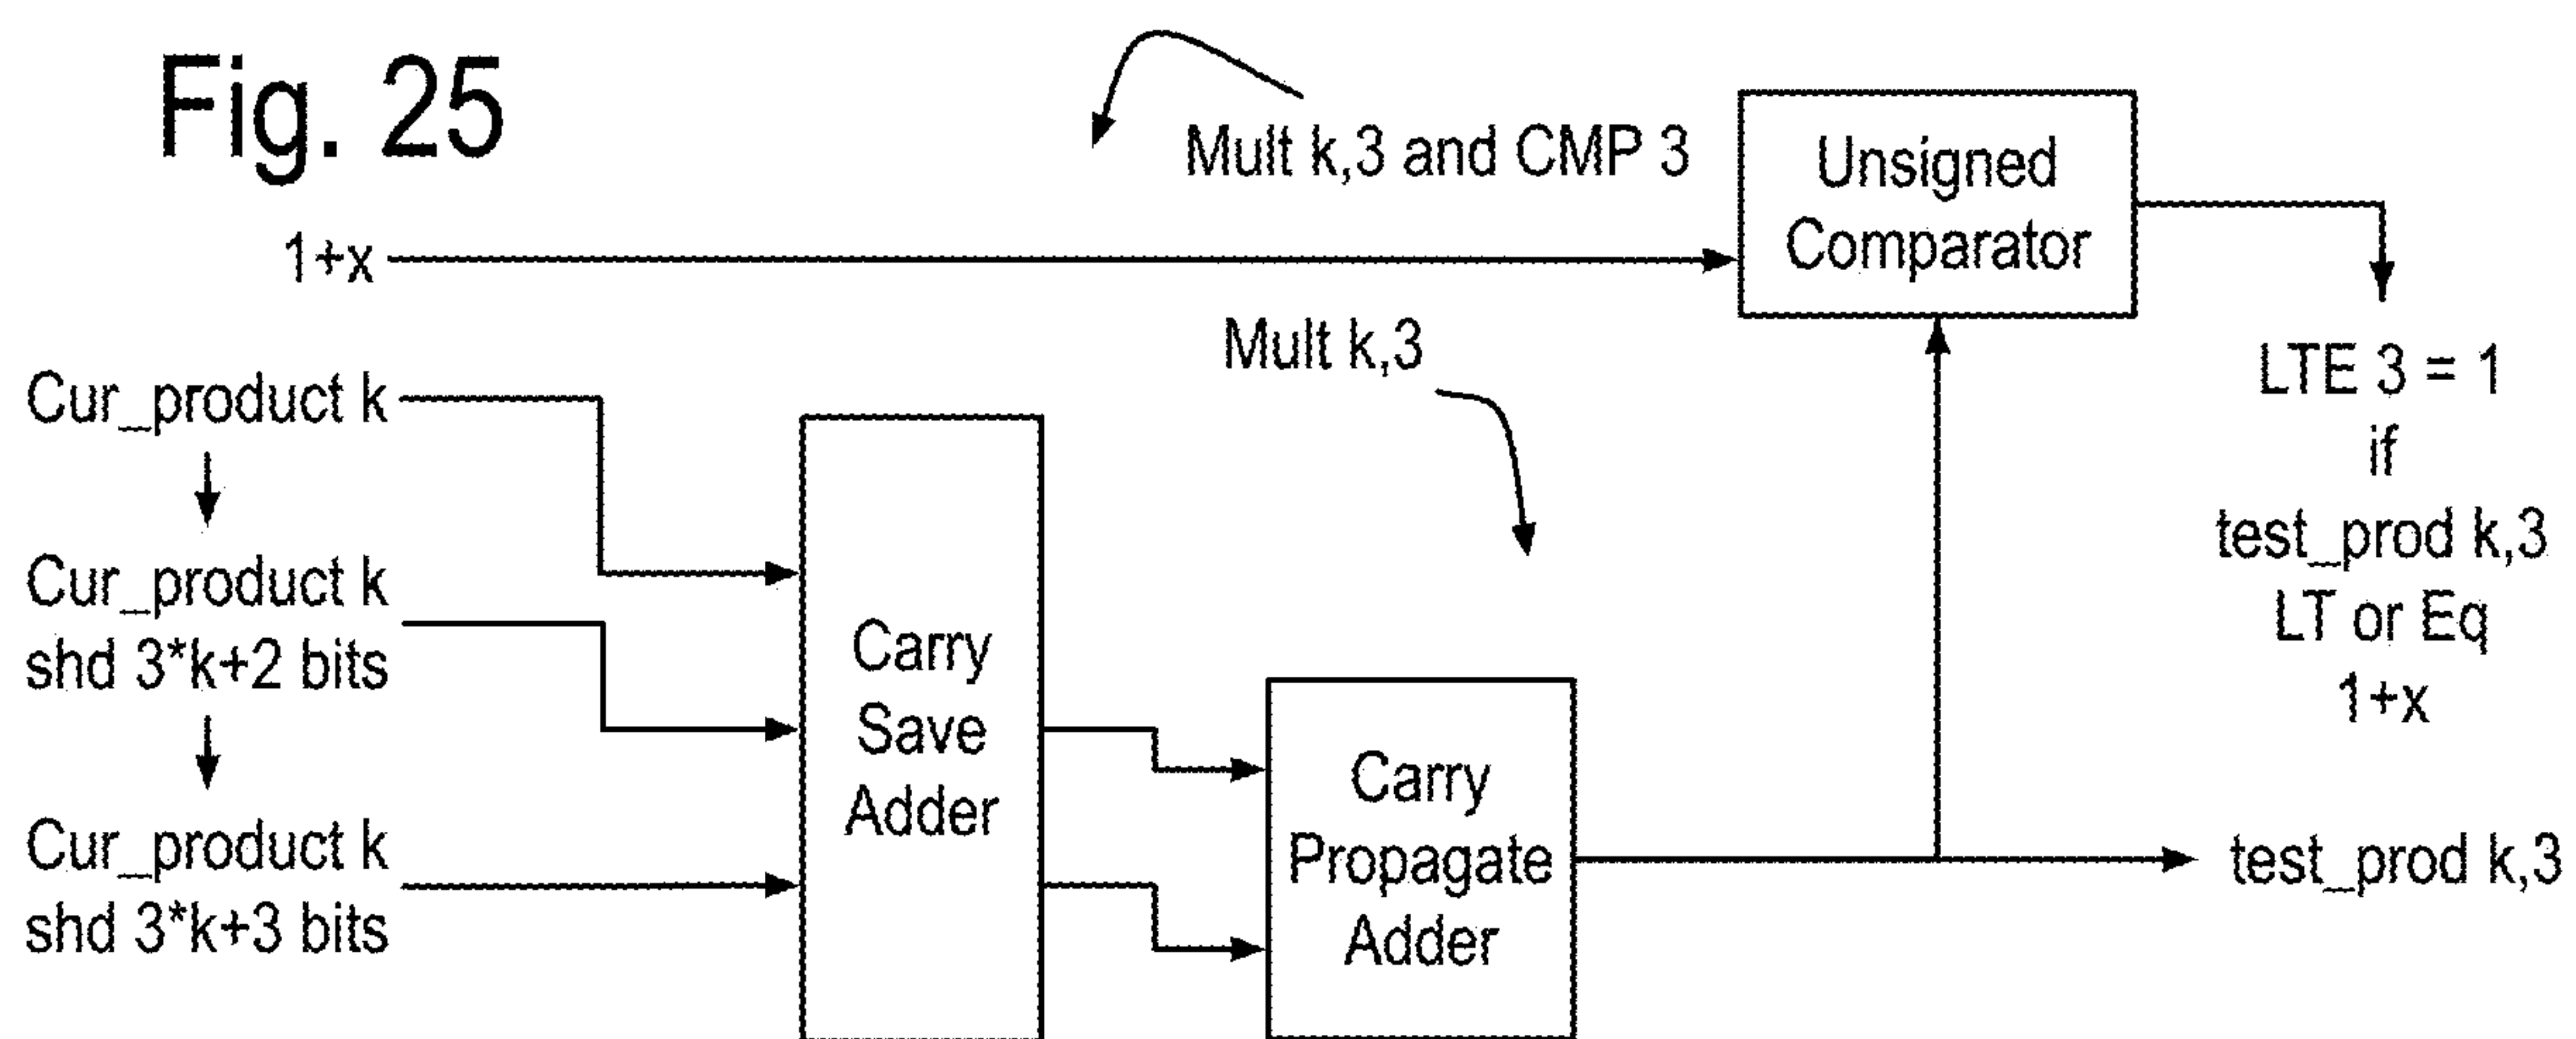 Fig. 25
Mult k,3 and CMP 3
Unsigned
Comparator
1+x
Mult k,3
LTE 3 = 1
if
test_prod k,3
LT or Eq
1+x
Cur_product k
Cur_product k
shd 3*k+2 bits
Cur_product k
shd 3*k+3 bits
Carry
Save
Adder
Carry
Propagate
Adder
test_prod k,3